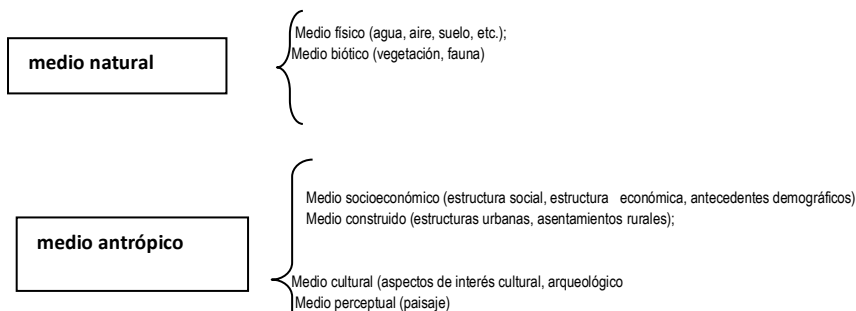 medio natural
Medio físico (agua, aire, suelo, etc.);
Medio biótico (vegetación, fauna)
medio antrópico
Medio socioeconómico (estructura social, estructura económica, antecedentes demográficos)
Medio construido (estructuras urbanas, asentamientos rurales);
Medio cultural (aspectos de interés cultural, arqueológico
Medio perceptual (paisaje)